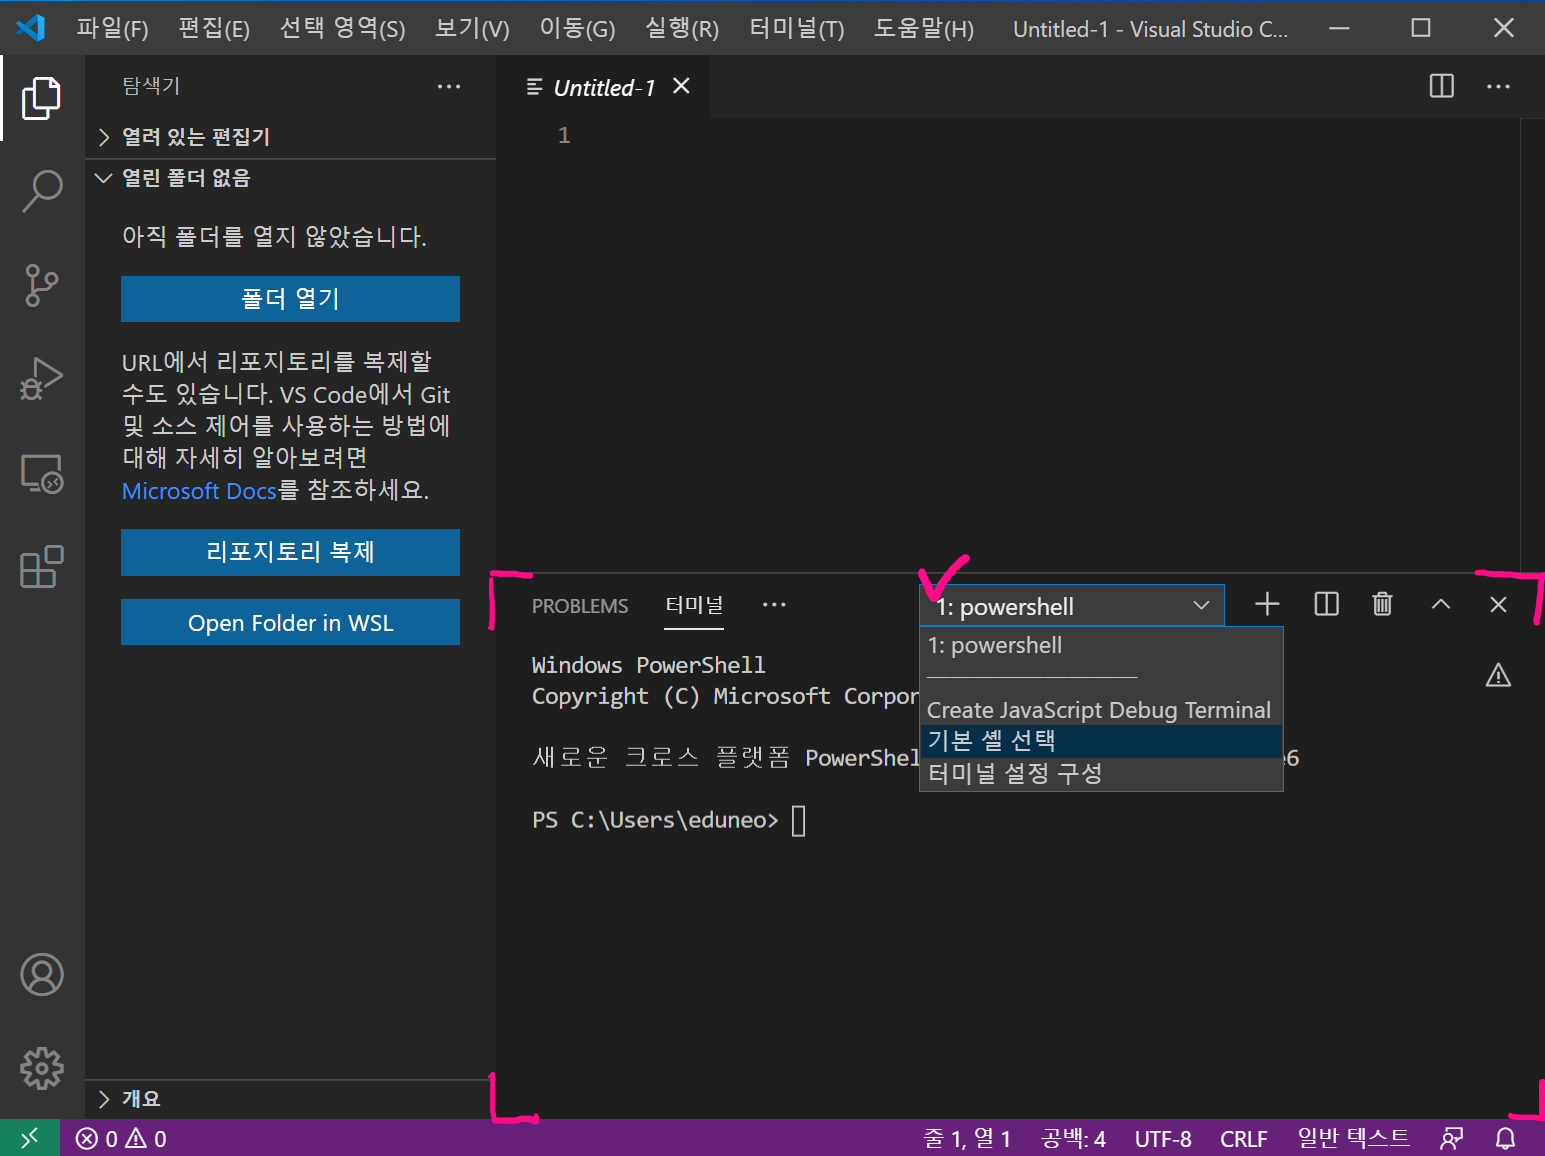 파일(F) 편집(E) 선택 영역(S) 보기(V) 이동(G) 실행(R) 터미널(T) 도움말(H) Untitled-1 - Visual Studio C...
탐색기
Untitled-1
열려 있는 편집기
1
열린 폴더 없음
아직 폴더를 열지 않았습니다.
폴더 열기
URL에서 리포지토리를 복제할
수도 있습니다. VS Code에서 Git
및 소스 제어를 사용하는 방법에
대해 자세히 알아보려면
Microsoft Docs를 참조하세요.
리포지토리 복제
Open Folder in WSL
PROBLEMS 터미널 ··· 1: powershell
1: powershell
Create JavaScript Debug Terminal
기본 셸 선택
터미널 설정 구성
Windows PowerShell
Copyright (C) Microsoft Corpor
새로운 크로스 플랫폼 PowerShel
e6
PS C:\Users\eduneo>
개요
0 0 줄 1, 열 1 공백: 4 UTF-8 CRLF 일반 텍스트